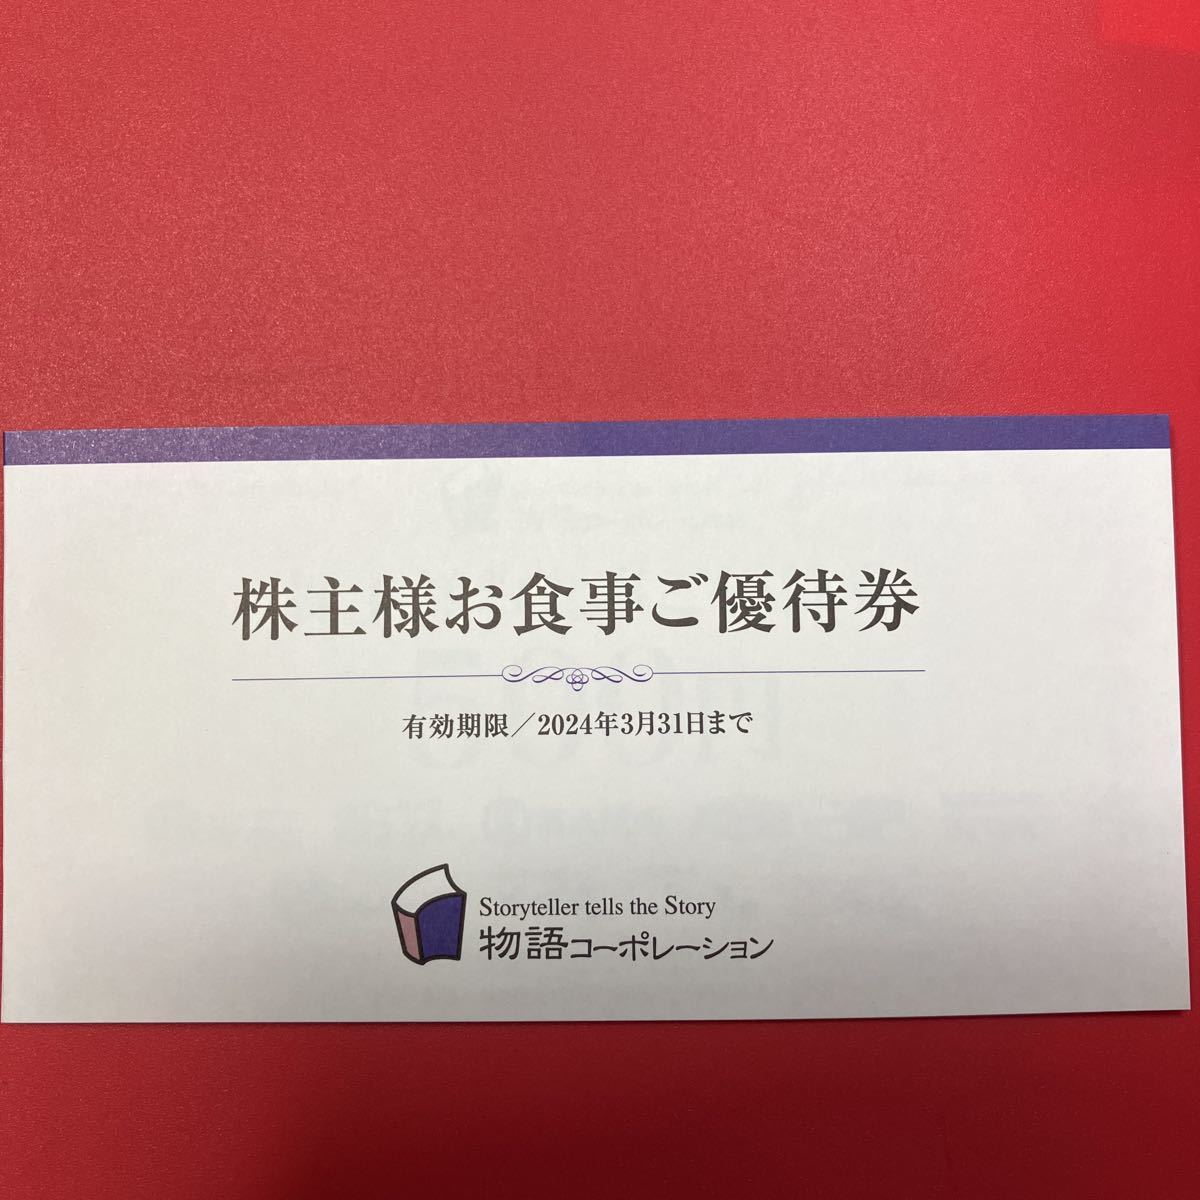 株主様お食事ご優待券
有効期限／2024年3月31日まで
Storyteller tells the Story
物語コーポレーション